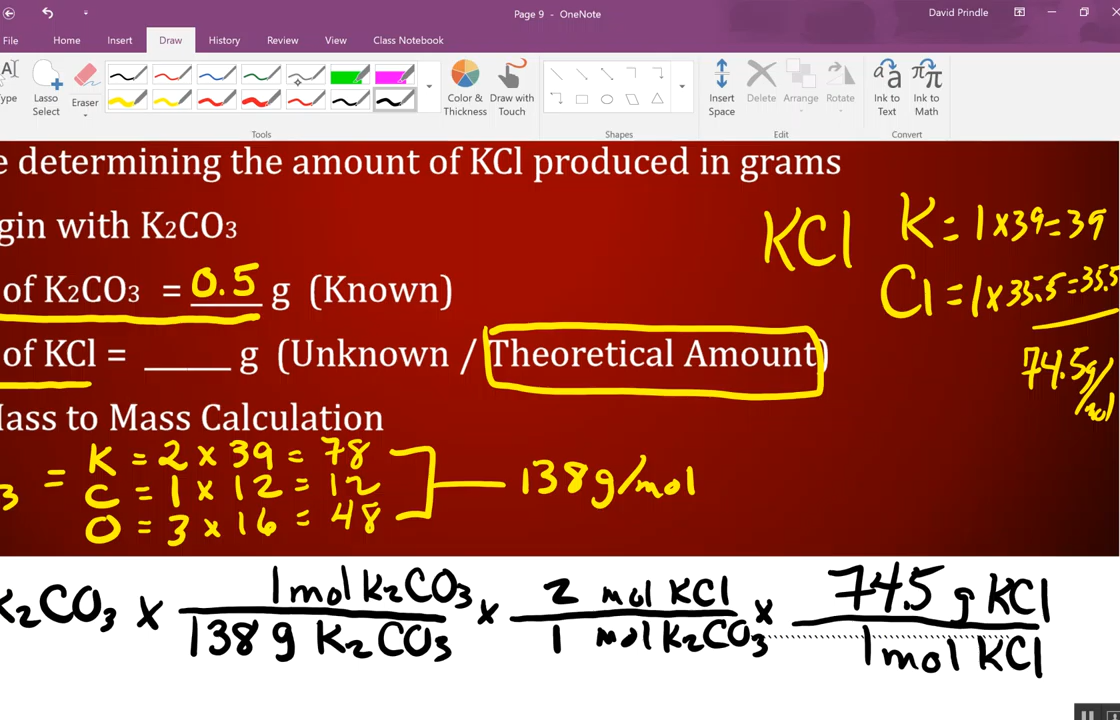 Page 9 - OneNote
David Prindle
File Home Insert Draw History Review View Class Notebook
Type
Lasso Select
Eraser
Color & Thickness
Draw with Touch
Insert Space
Delete
Arrange
Rotate
Ink to Text
Ink to Math
Tools
Shapes
Edit
Convert
e determining the amount of KCl produced in grams
gin with K2CO3
of K2CO3 = 0.5 g (Known)
of KCl = _____ g (Unknown / Theoretical Amount)
Mass to Mass Calculation
KCl
K = 1 x 39 = 39
Cl = 1 x 35.5 = 35.5
74.5 g/mol
3 =
K = 2 x 39 = 78
C = 1 x 12 = 12
O = 3 x 16 = 48
138 g/mol
K2CO3 x 1 mol K2CO3 x 2 mol KCl x 74.5 g KCl
138 g K2CO3 1 mol K2CO3 1 mol KCl